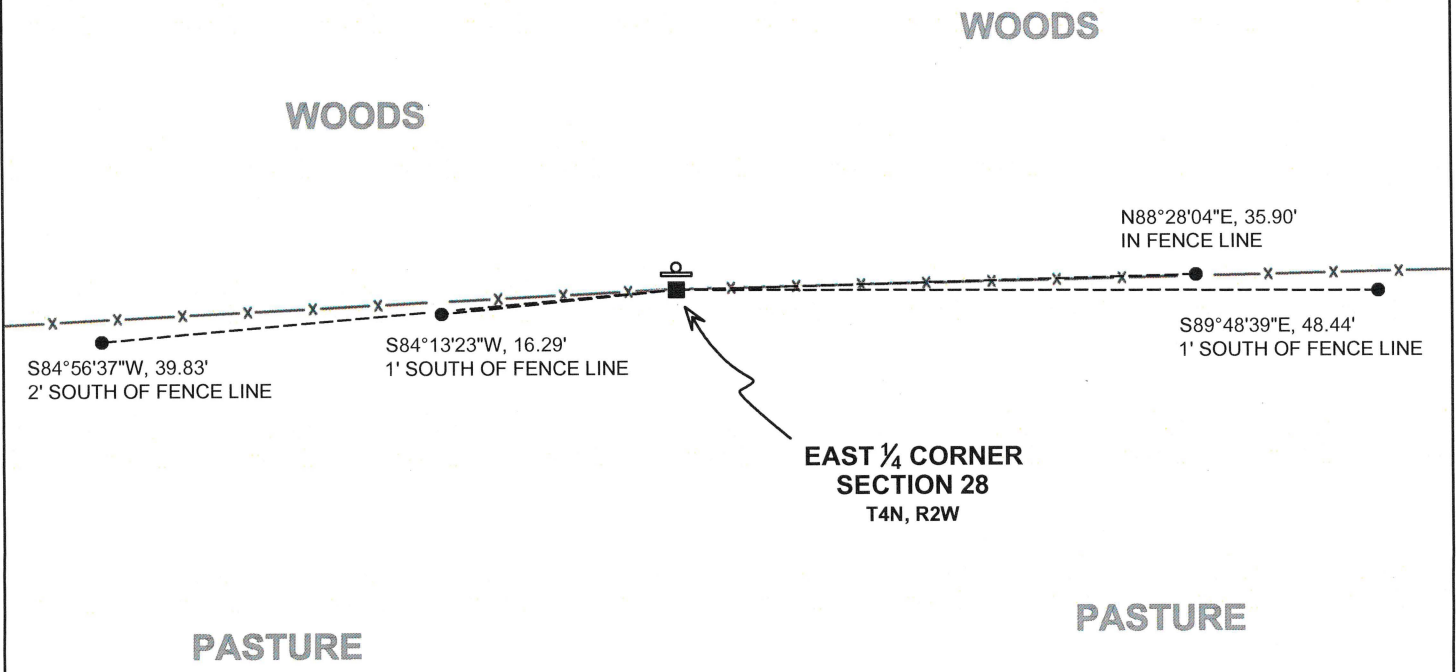 WOODS
WOODS
N88°28'04"E, 35.90'
IN FENCE LINE
S89°48'39"E, 48.44'
1' SOUTH OF FENCE LINE
S84°13'23"W, 16.29'
1' SOUTH OF FENCE LINE
S84°56'37"W, 39.83'
2' SOUTH OF FENCE LINE
EAST ¼ CORNER
SECTION 28
T4N, R2W
PASTURE
PASTURE